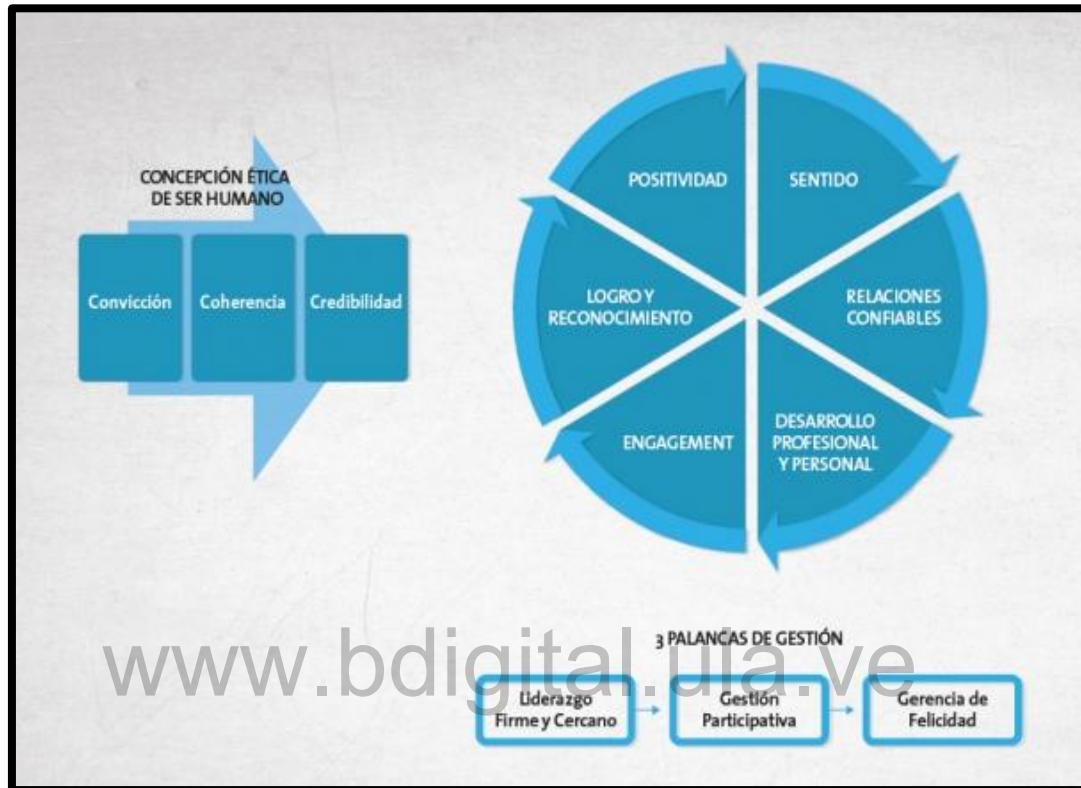 CONCEPCIÓN ÉTICA
DE SER HUMANO
Convicción
Coherencia
Credibilidad
POSITIVIDAD
SENTIDO
RELACIONES
CONFIABLES
DESARROLLO
PROFESIONAL
Y PERSONAL
ENGAGEMENT
LOGRO Y
RECONOCIMIENTO
3 PALANCAS DE GESTIÓN
www.bdigital.ula.ve
Liderazgo
Firme y Cercano
Gestión
Participativa
Gerencia de
Felicidad